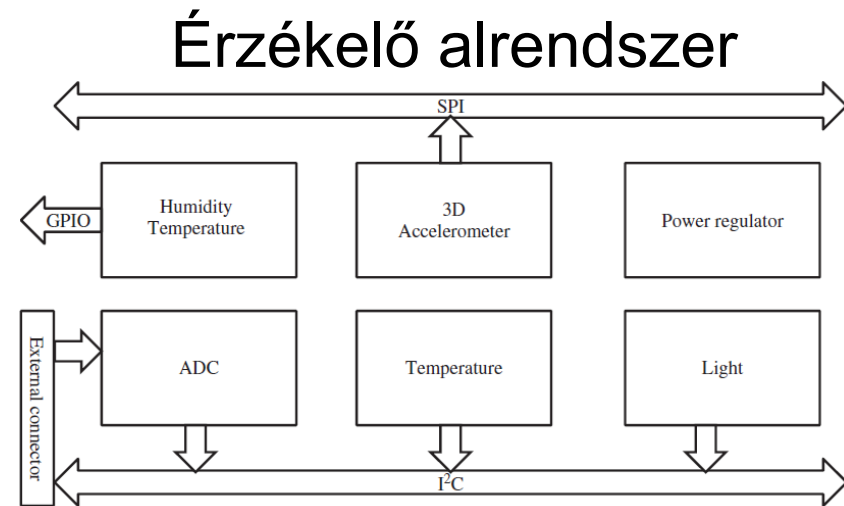 Érzékelő alrendszer
SPI
GPIO
Humidity
Temperature
3D
Accelerometer
Power regulator
External connector
ADC
Temperature
Light
I²C